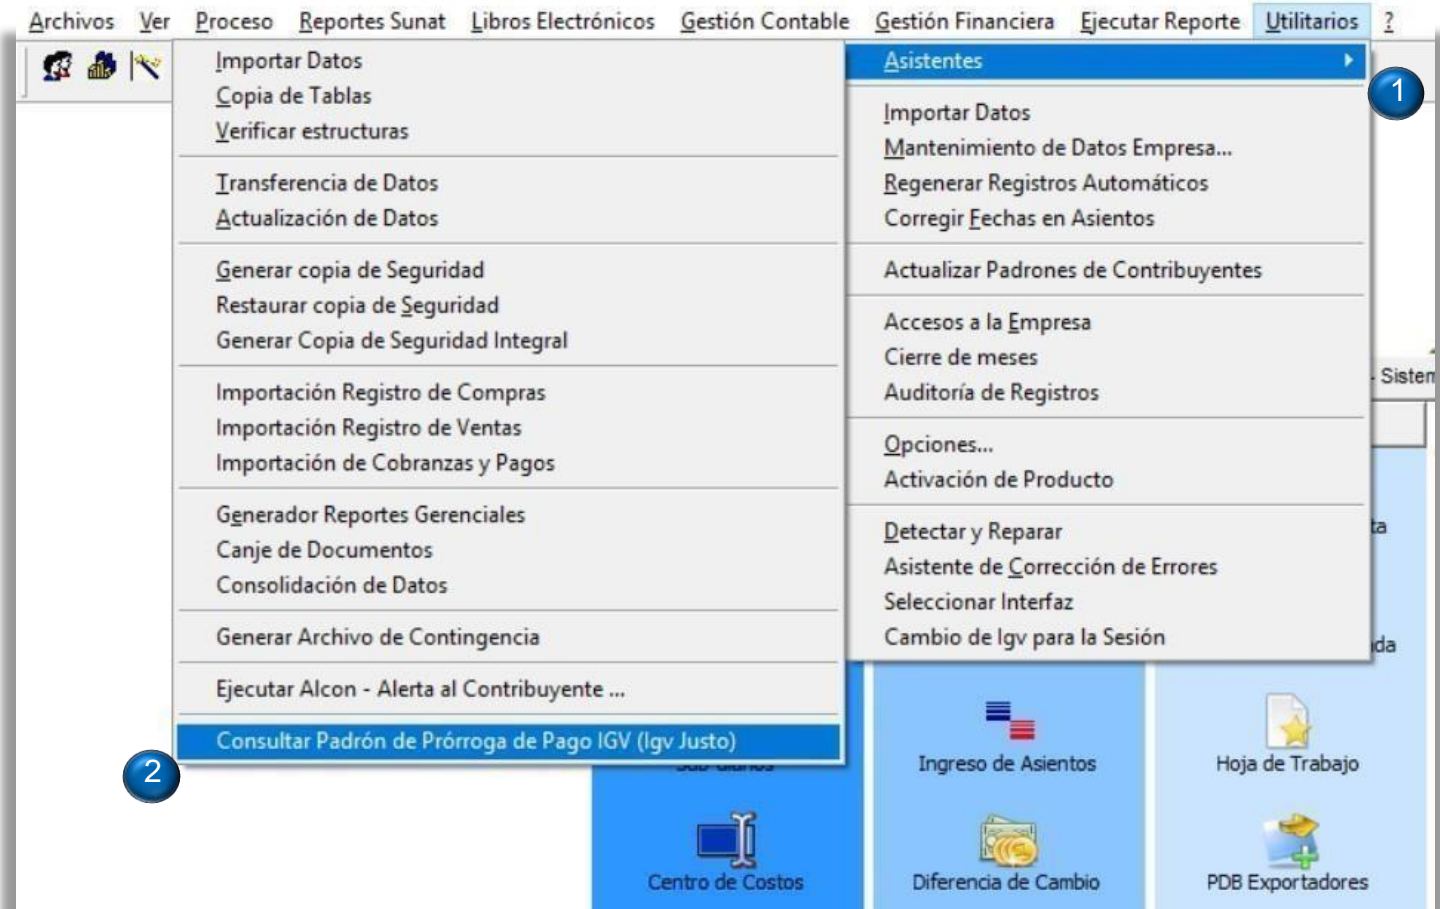 Archivos Ver Proceso Reportes Sunat Libros Electrónicos Gestión Contable Gestión Financiera Ejecutar Reporte Utilitarios ?
Importar Datos
Copia de Tablas
Verificar estructuras
Transferencia de Datos
Actualización de Datos
Generar copia de Seguridad
Restaurar copia de Seguridad
Generar Copia de Seguridad Integral
Importación Registro de Compras
Importación Registro de Ventas
Importación de Cobranzas y Pagos
Generador Reportes Gerenciales
Canje de Documentos
Consolidación de Datos
Generar Archivo de Contingencia
Ejecutar Alcon - Alerta al Contribuyente ...
Consultar Padrón de Prórroga de Pago IGV (Igv Justo)
2
Asistentes
1
Importar Datos
Mantenimiento de Datos Empresa...
Regenerar Registros Automáticos
Corregir Fechas en Asientos
Actualizar Padrones de Contribuyentes
Accesos a la Empresa
Cierre de meses
Auditoría de Registros
Opciones...
Activación de Producto
Detectar y Reparar
Asistente de Corrección de Errores
Seleccionar Interfaz
Cambio de Igv para la Sesión
- Sistem
ta
da
Ingreso de Asientos
Hoja de Trabajo
Centro de Costos
Diferencia de Cambio
PDB Exportadores